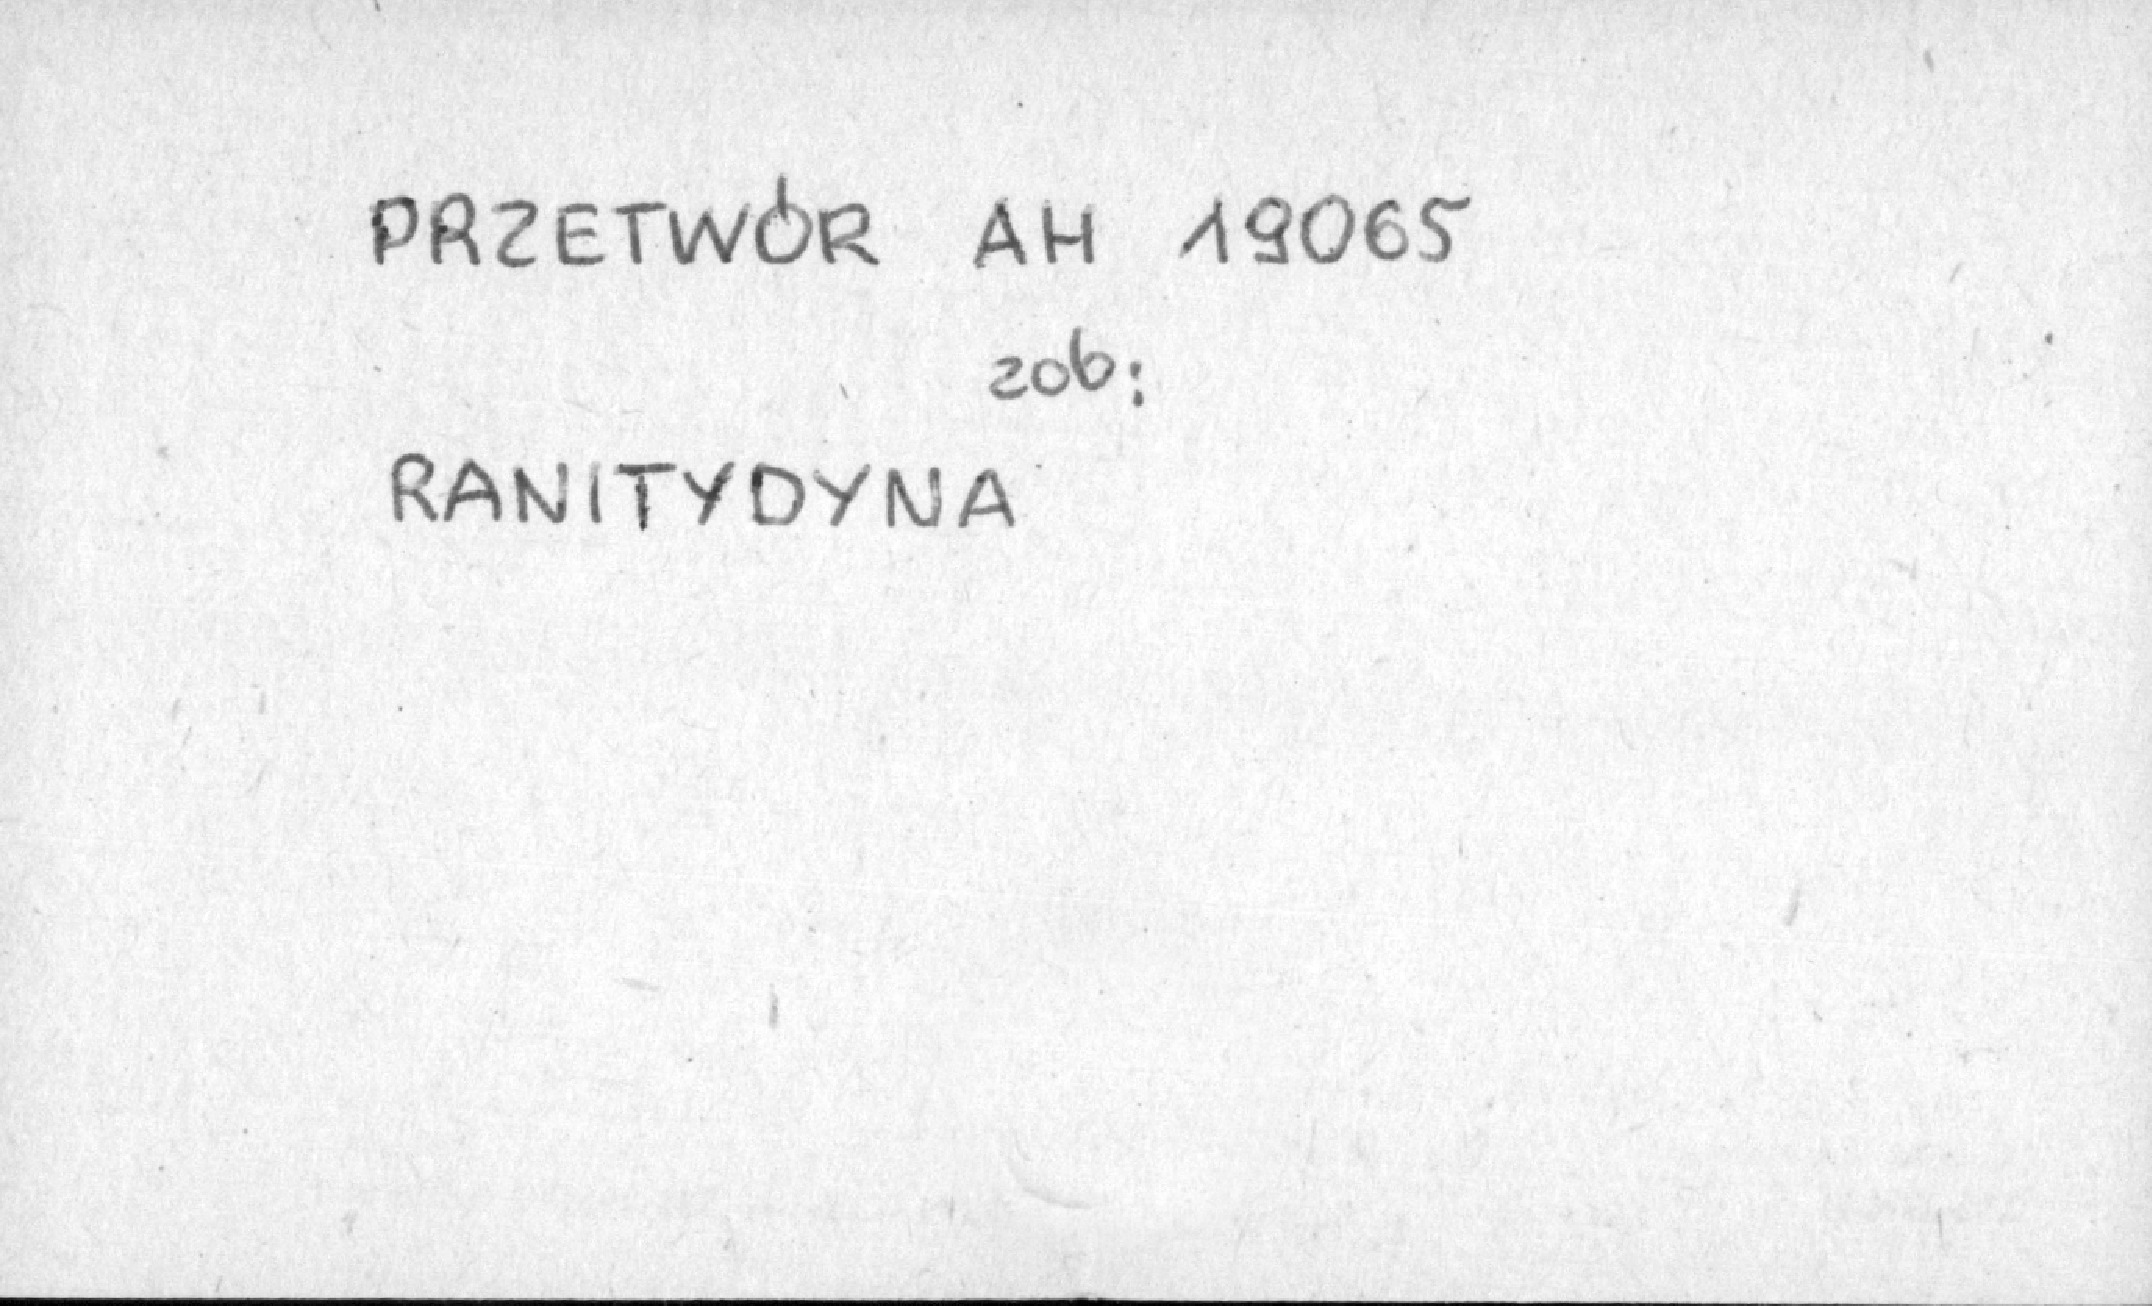 PRZETWÓR AH 19065
zob:
RANITYDYNA